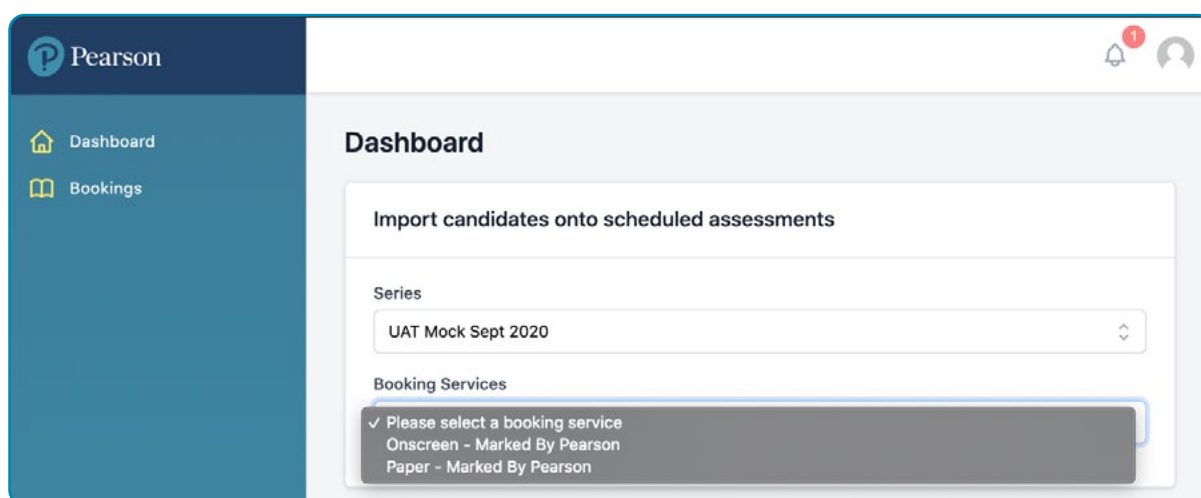 Pearson
1
Dashboard
Bookings
Dashboard
Import candidates onto scheduled assessments
Series
UAT Mock Sept 2020
Booking Services
✓ Please select a booking service
Onscreen - Marked By Pearson
Paper - Marked By Pearson